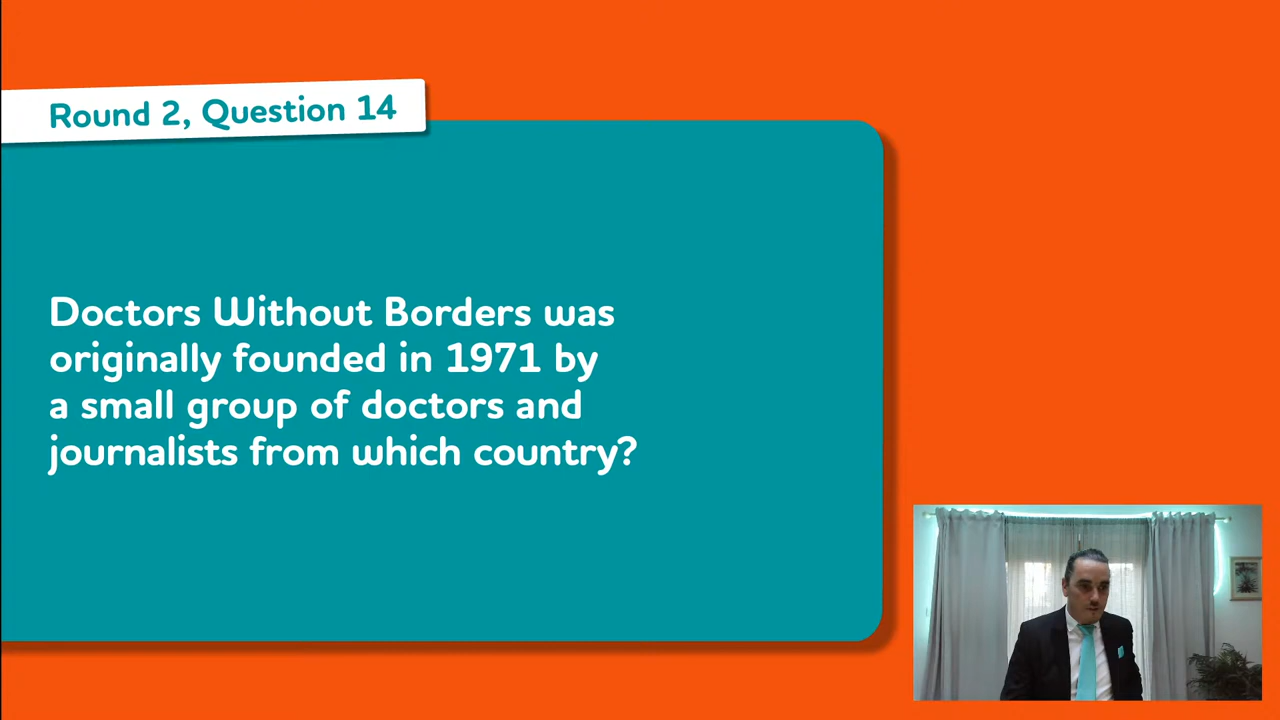 Round 2, Question 14
Doctors Without Borders was
originally founded in 1971 by
a small group of doctors and
journalists from which country?